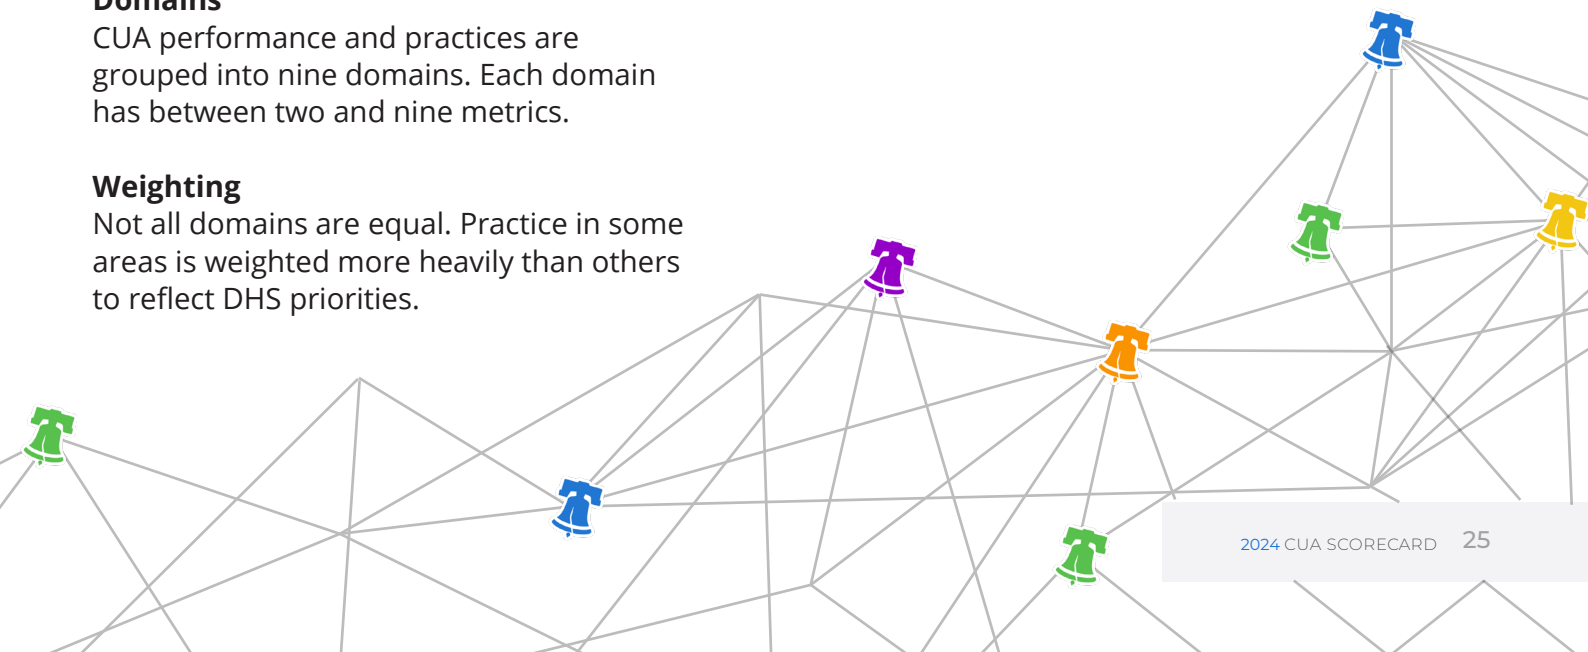 Domains
CUA performance and practices are
grouped into nine domains. Each domain
has between two and nine metrics.
Weighting
Not all domains are equal. Practice in some
areas is weighted more heavily than others
to reflect DHS priorities.
2024 CUA SCORECARD 25